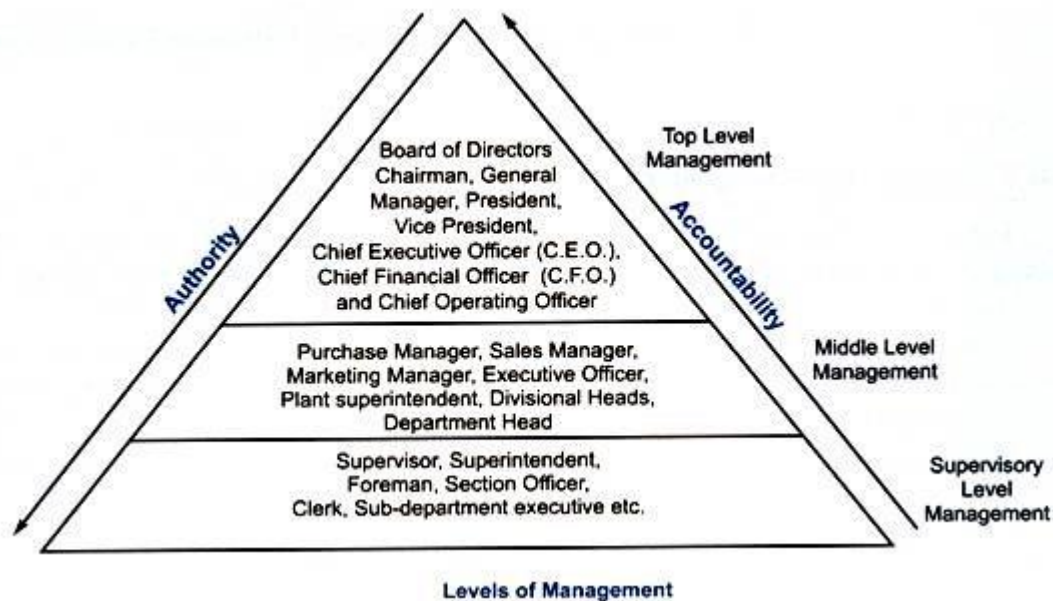 Board of Directors
Chairman, General
Manager, President,
Vice President,
Chief Executive Officer (C.E.O.),
Chief Financial Officer (C.F.O.)
and Chief Operating Officer
Purchase Manager, Sales Manager,
Marketing Manager, Executive Officer,
Plant superintendent, Divisional Heads,
Department Head
Supervisor, Superintendent,
Foreman, Section Officer,
Clerk, Sub-department executive etc.
Authority
Accountability
Top Level
Management
Middle Level
Management
Supervisory
Level
Management
Levels of Management